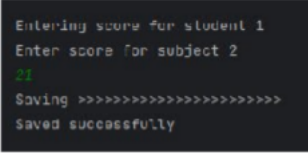 Entering score for student 1
Enter score for subject 2
21
Saving >>>>>>>>>>>>>>>>>>>>>>>
Saved successfully